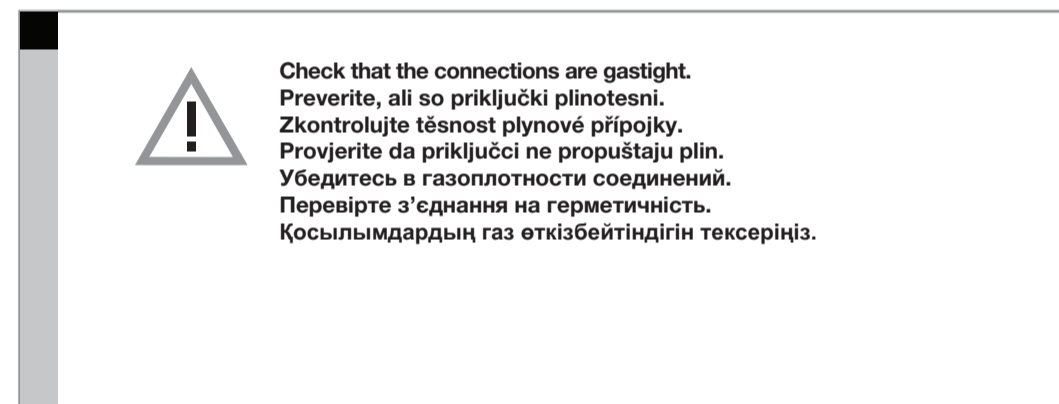 Check that the connections are gastight.
Preverite, ali so priključki plinotesni.
Zkontrolujte těsnost plynové přípojky.
Provjerite da priključci ne propuštaju plin.
Убедитесь в газоплотности соединений.
Перевірте з’єднання на герметичність.
Қосылымдардың газ өткізбейтіндігін тексеріңіз.